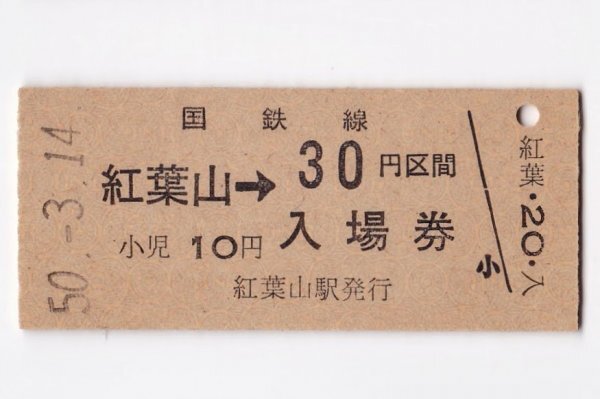 国鉄線
紅葉山→30円区間
小児 10円 入場券
紅葉山駅発行
50.-3.14
小
紅葉・20・入